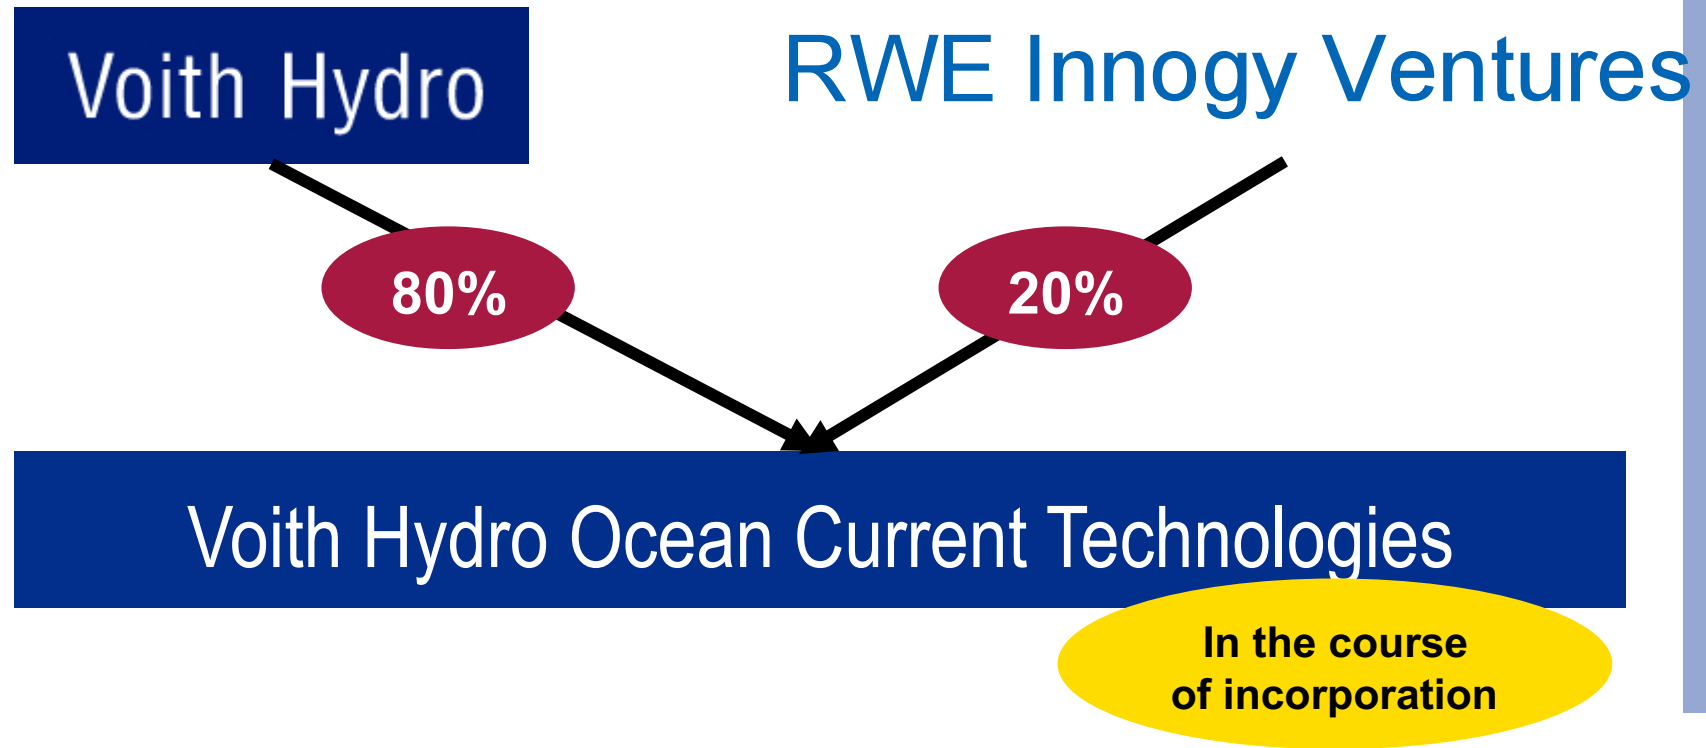 Voith Hydro
RWE Innogy Ventures
80%
20%
Voith Hydro Ocean Current Technologies
In the course
of incorporation